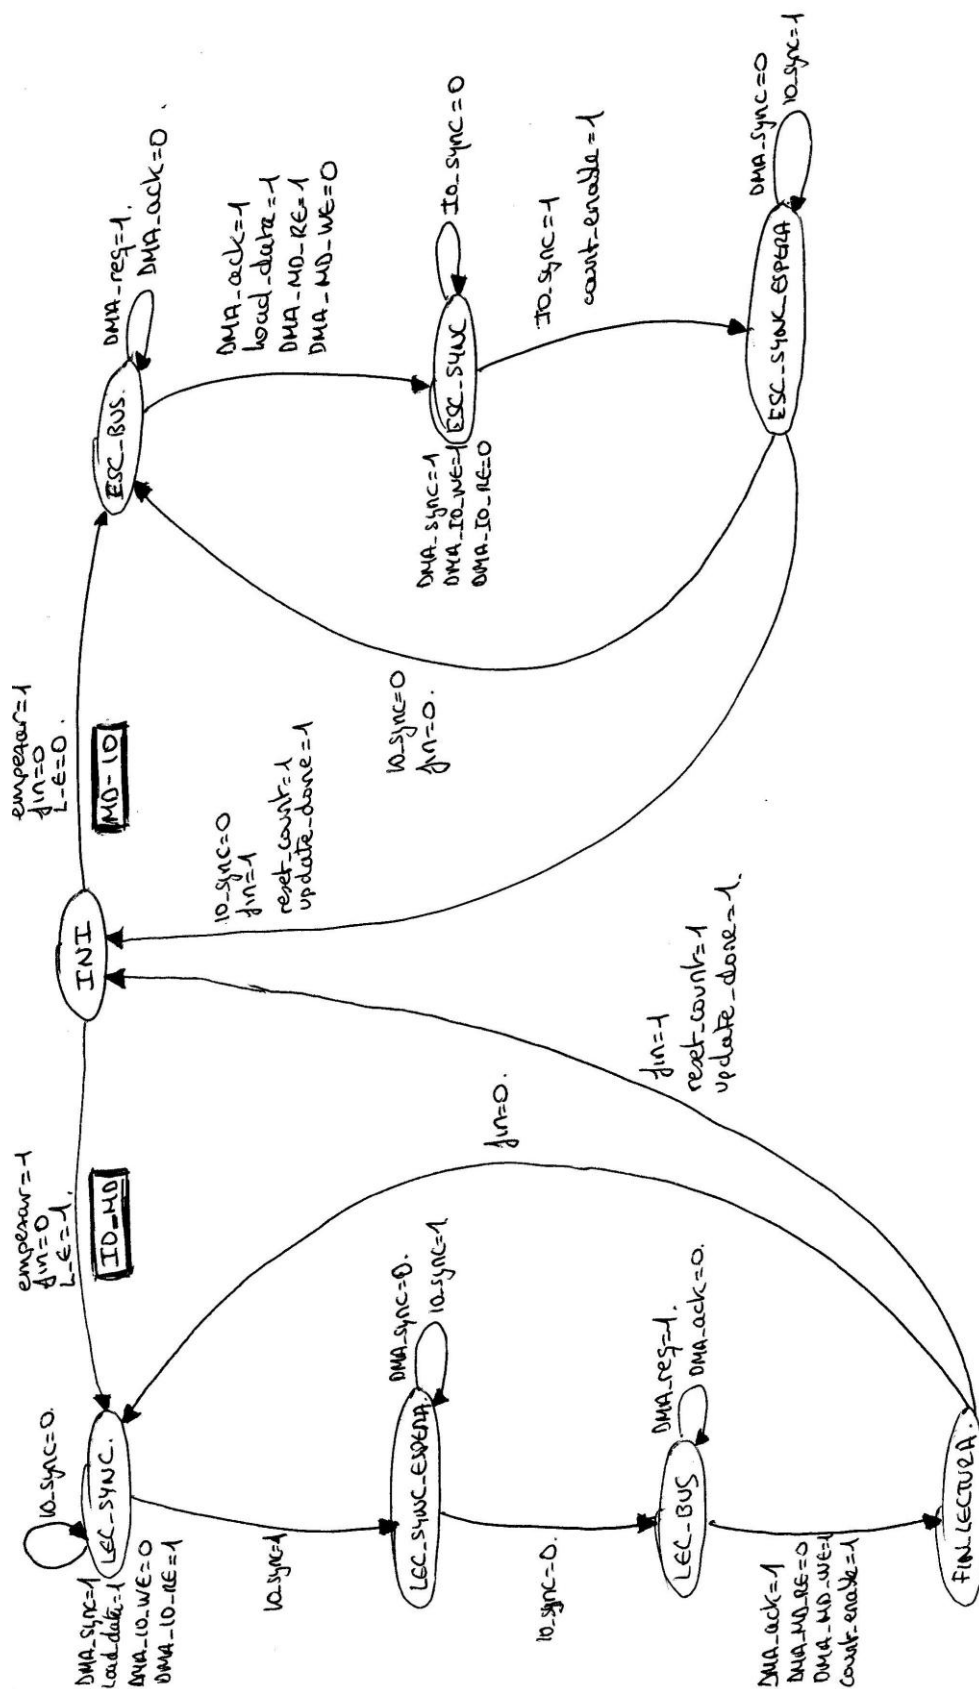 empezar=1
fin=0
L-E=1.
IO_MD
INI
empezar=1
fin=0
L-E=0.
MD-IO
IO_sync=0.
LEC_SYNC.
DMA_sync=1
load_data=1
DMA_IO_WE=0
DMA_IO_RE=1
IO_sync=1
LEC_SYNC_ESPERA.
DMA_sync=0.
IO_sync=1
IO_sync=0.
LEC_BUS
DMA_req=1.
DMA_ack=0.
DMA_ack=1
DMA_MD_RE=0
DMA_MD_WE=1
count_enable=1
FIN_LECTURA.
fin=0.
fin=1
reset_count=1
update_done=1.
IO_sync=0
fin=1
reset_count=1
update_done=1
IO_sync=0
fin=0.
ESC_BUS.
DMA_req=1.
DMA_ack=0.
DMA_ack=1
load_data=1
DMA_MD_RE=1
DMA_MD_WE=0
ESC_SYNC
DMA_sync=1
DMA_IO_WE=1
DMA_IO_RE=0
IO_sync=0
IO_sync=1
count_enable=1
ESC_SYNC_ESPERA
DMA_sync=0
IO_sync=1